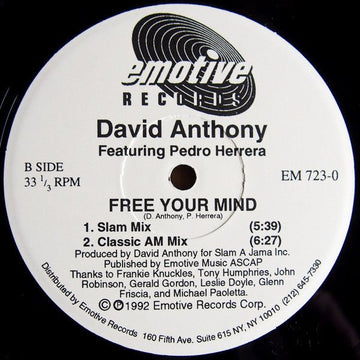 emotive
RECORDS
David Anthony
Featuring Pedro Herrera
B SIDE
33 1/3 RPM
EM 723-0
FREE YOUR MIND
(D. Anthony, P. Herrera)
1. Slam Mix (5:39)
2. Classic AM Mix (6:27)
Produced by David Anthony for Slam A Jama Inc.
Published by Emotive Music ASCAP
Thanks to Frankie Knuckles, Tony Humphries, John
Robinson, Gerald Gordon, Leslie Doyle, Glenn
Friscia, and Michael Paoletta.
Ⓟ©1992 Emotive Records Corp.
Distributed by Emotive Records 160 Fifth Ave. Suite 615 NY, NY 10010 (212) 645-7330